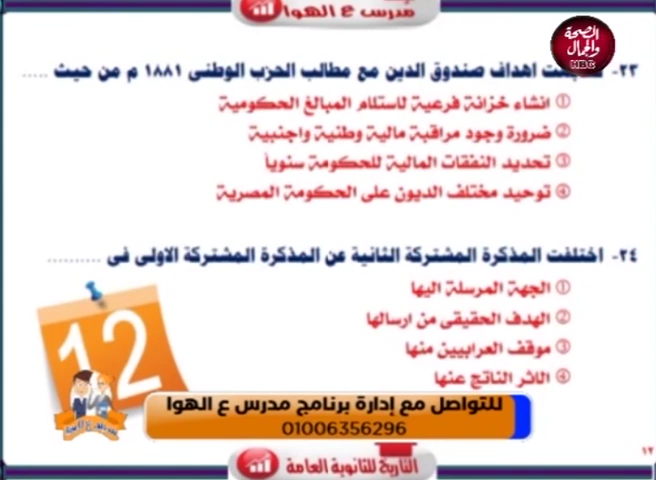 مدرس ع الهوا
الصحة
والجمال
MBC
٢٣- اهداف صندوق الدين مع مطالب الحزب الوطنى ١٨٨١ م من حيث .....
① انشاء خزانة فرعية لاستلام المبالغ الحكومية
② ضرورة وجود مراقبة مالية وطنية واجنبية
③ تحديد النفقات المالية للحكومة سنوياً
④ توحيد مختلف الديون على الحكومة المصرية
٢٤- اختلفت المذكرة المشتركة الثانية عن المذكرة المشتركة الاولى فى ..........
① الجهة المرسلة اليها
② الهدف الحقيقى من ارسالها
③ موقف العرابيين منها
④ الاثر الناتج عنها
12
للتواصل مع إدارة برنامج مدرس ع الهوا
01006356296
١٢
التاريخ للثانوية العامة